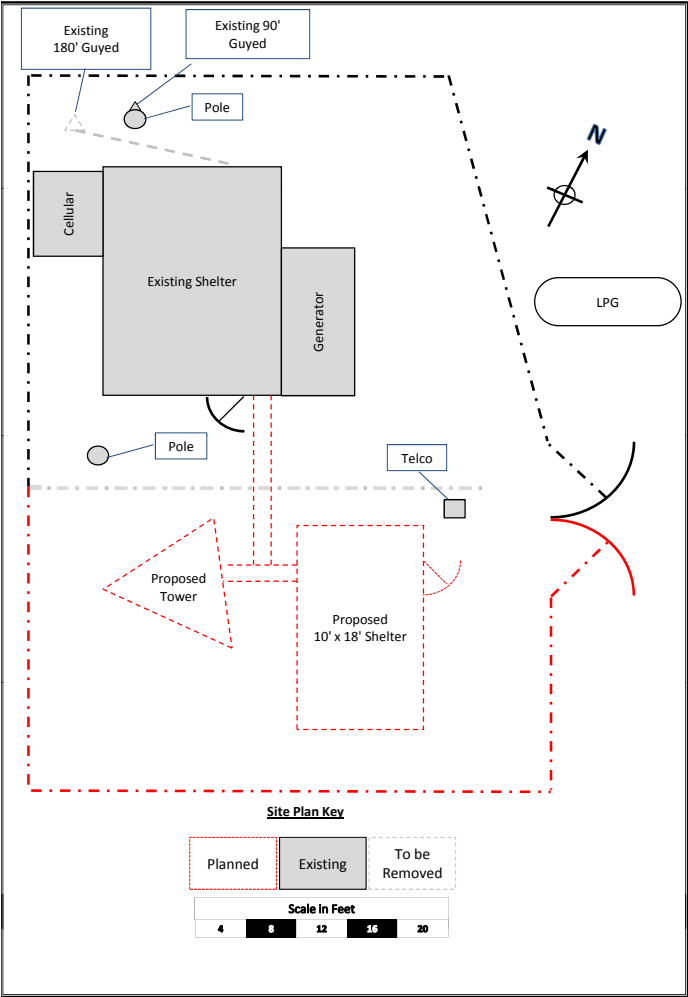 Existing
180' Guyed
Existing 90'
Guyed
Pole
N
Cellular
Existing Shelter
Generator
LPG
Pole
Telco
Proposed
Tower
Proposed
10' x 18' Shelter
Site Plan Key
Planned
Existing
To be
Removed
Scale in Feet
4 8 12 16 20